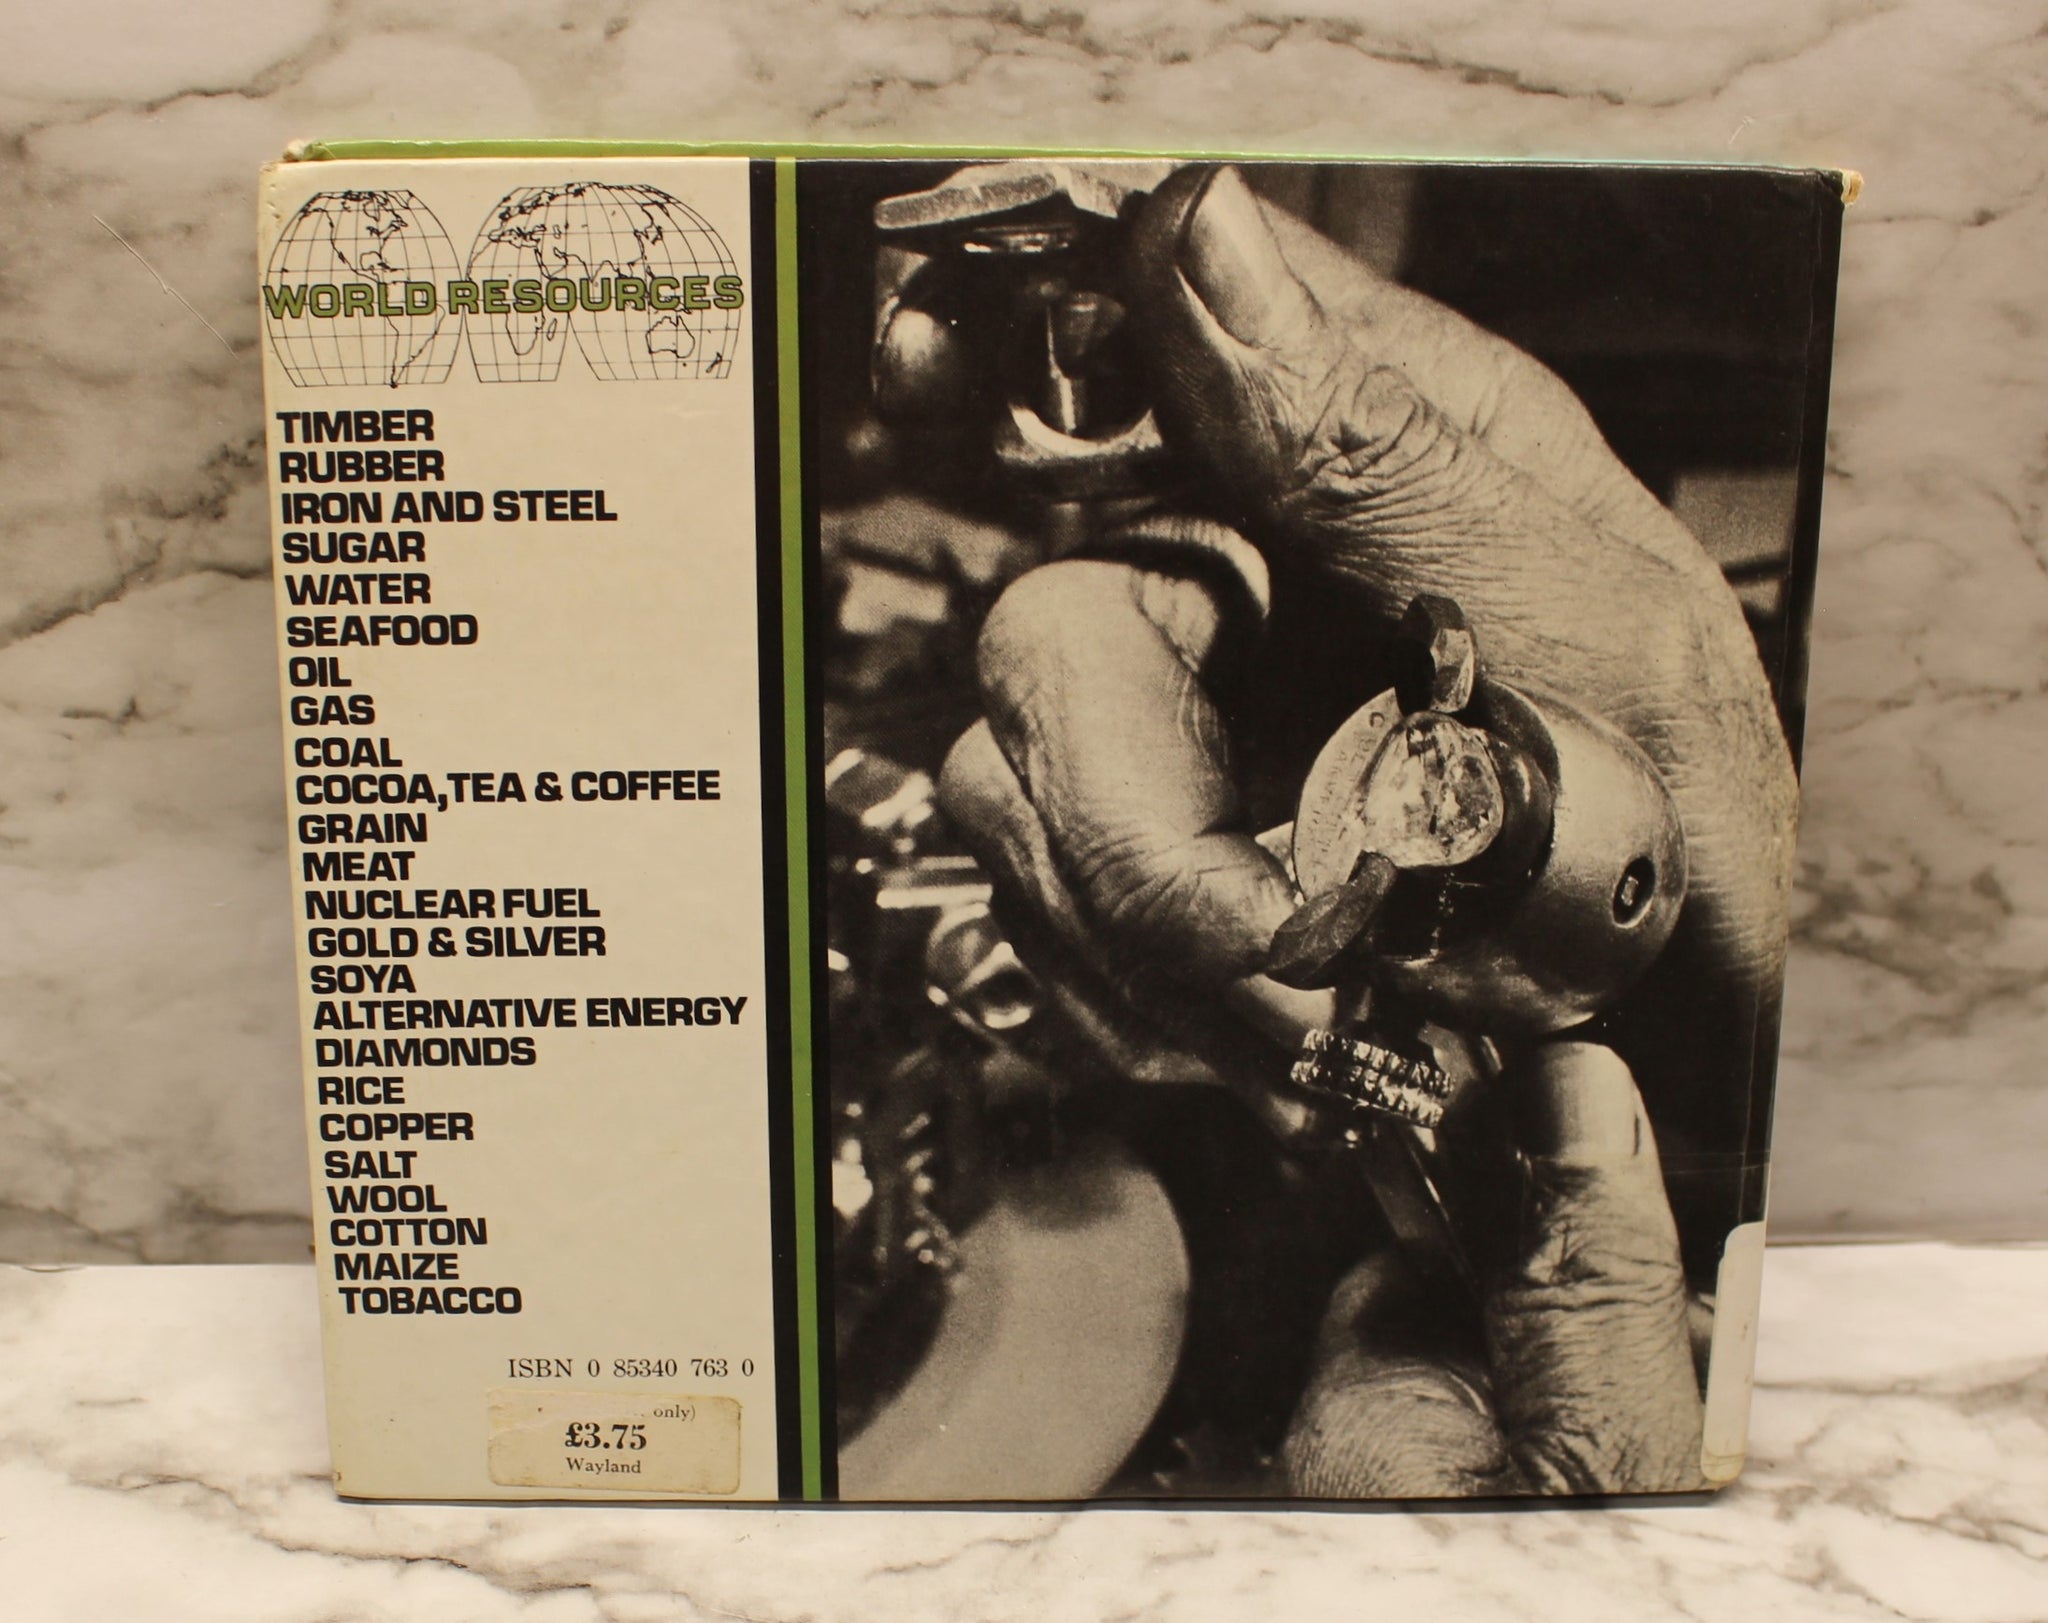 WORLD RESOURCES
TIMBER
RUBBER
IRON AND STEEL
SUGAR
WATER
SEAFOOD
OIL
GAS
COAL
COCOA, TEA & COFFEE
GRAIN
MEAT
NUCLEAR FUEL
GOLD & SILVER
SOYA
ALTERNATIVE ENERGY
DIAMONDS
RICE
COPPER
SALT
WOOL
COTTON
MAIZE
TOBACCO
ISBN 0 85340 763 0
only)
£3.75
Wayland